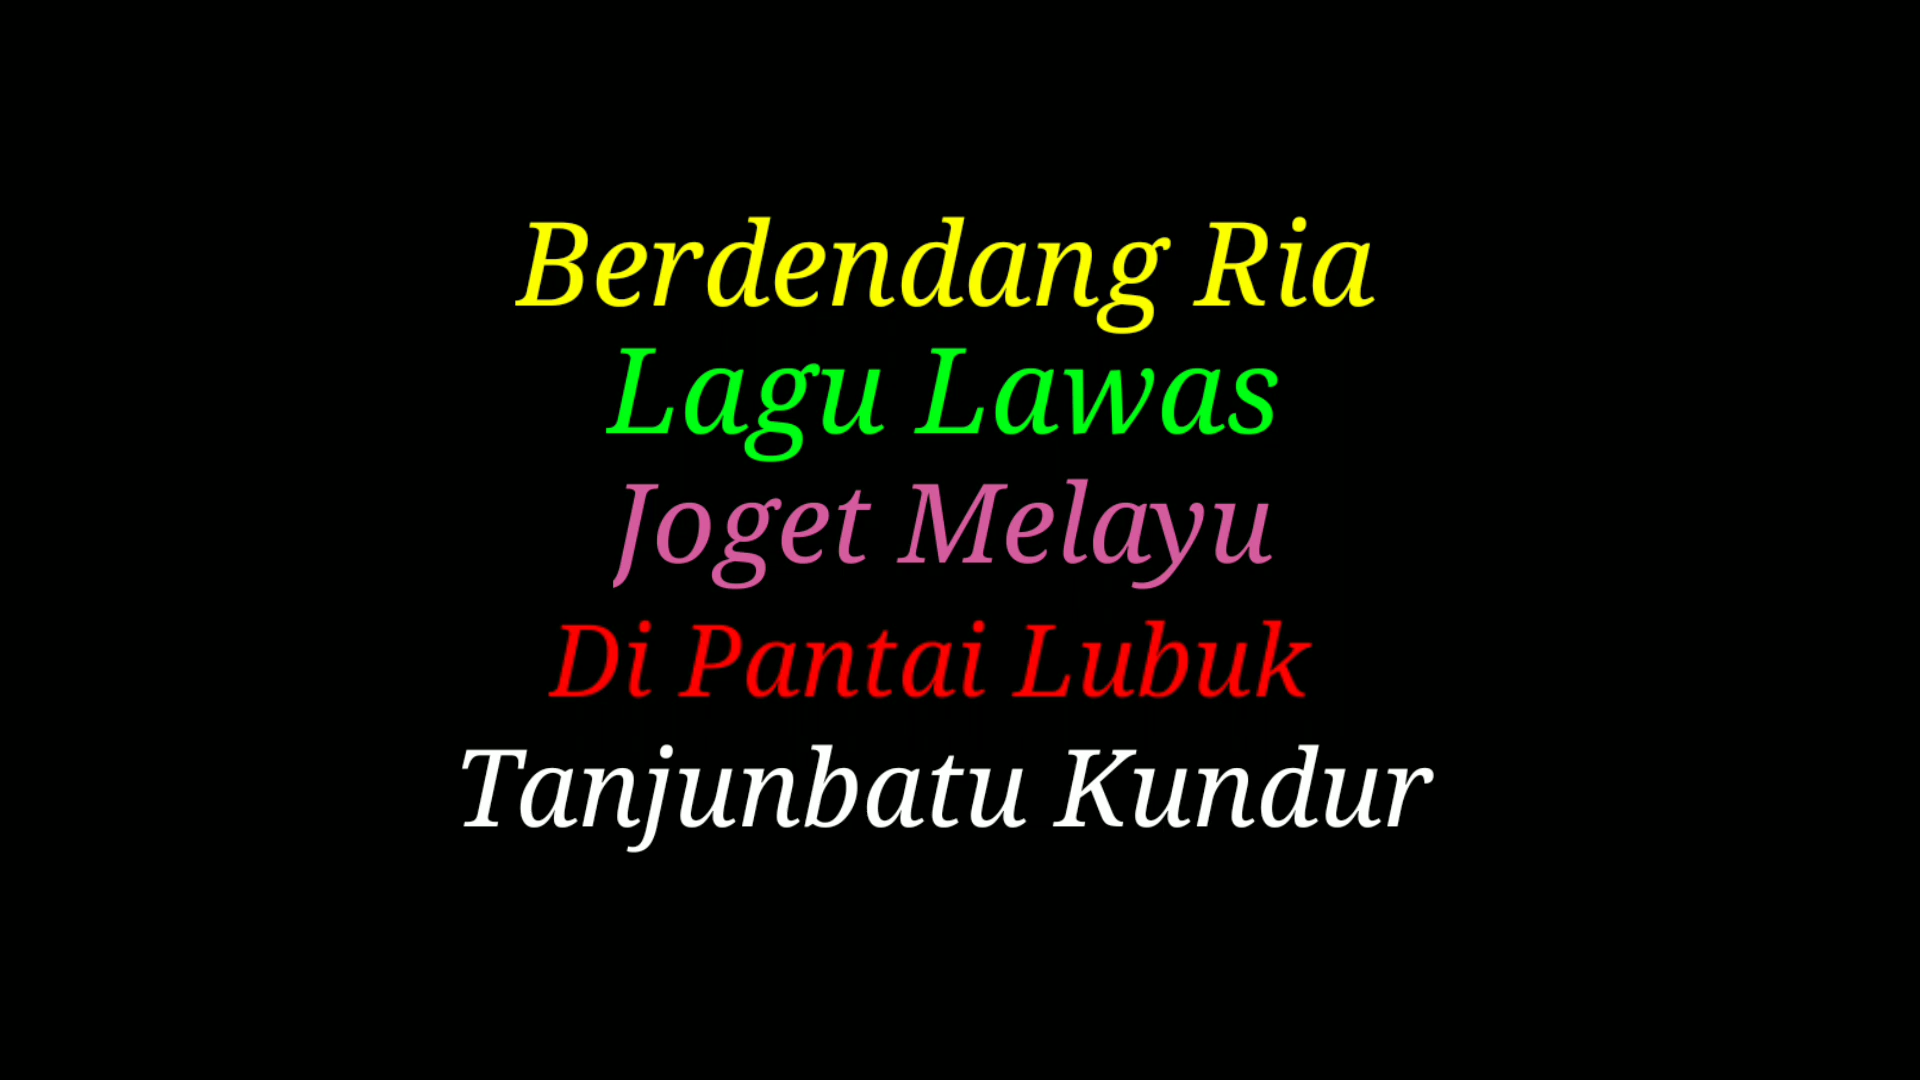 Berdendang Ria
Lagu Lawas
Joget Melayu
Di Pantai Lubuk
Tanjunbatu Kundur